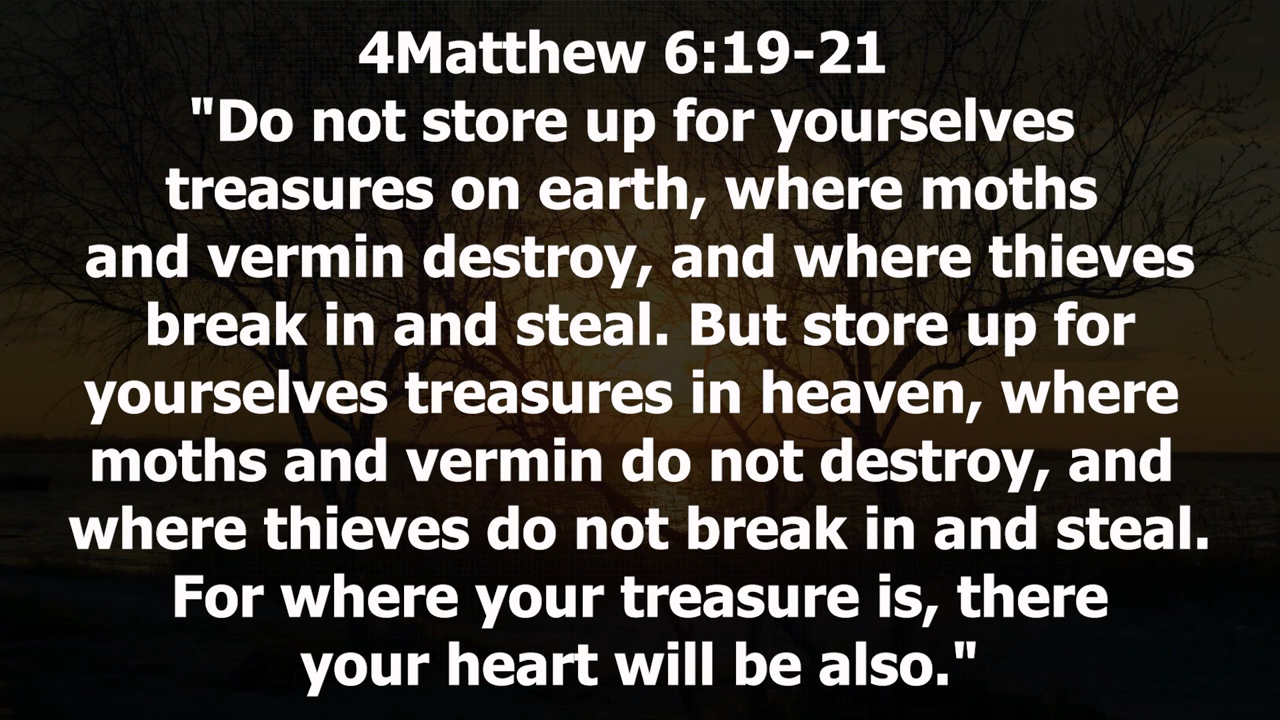 4Matthew 6:19-21
"Do not store up for yourselves
treasures on earth, where moths
and vermin destroy, and where thieves
break in and steal. But store up for
yourselves treasures in heaven, where
moths and vermin do not destroy, and
where thieves do not break in and steal.
For where your treasure is, there
your heart will be also."